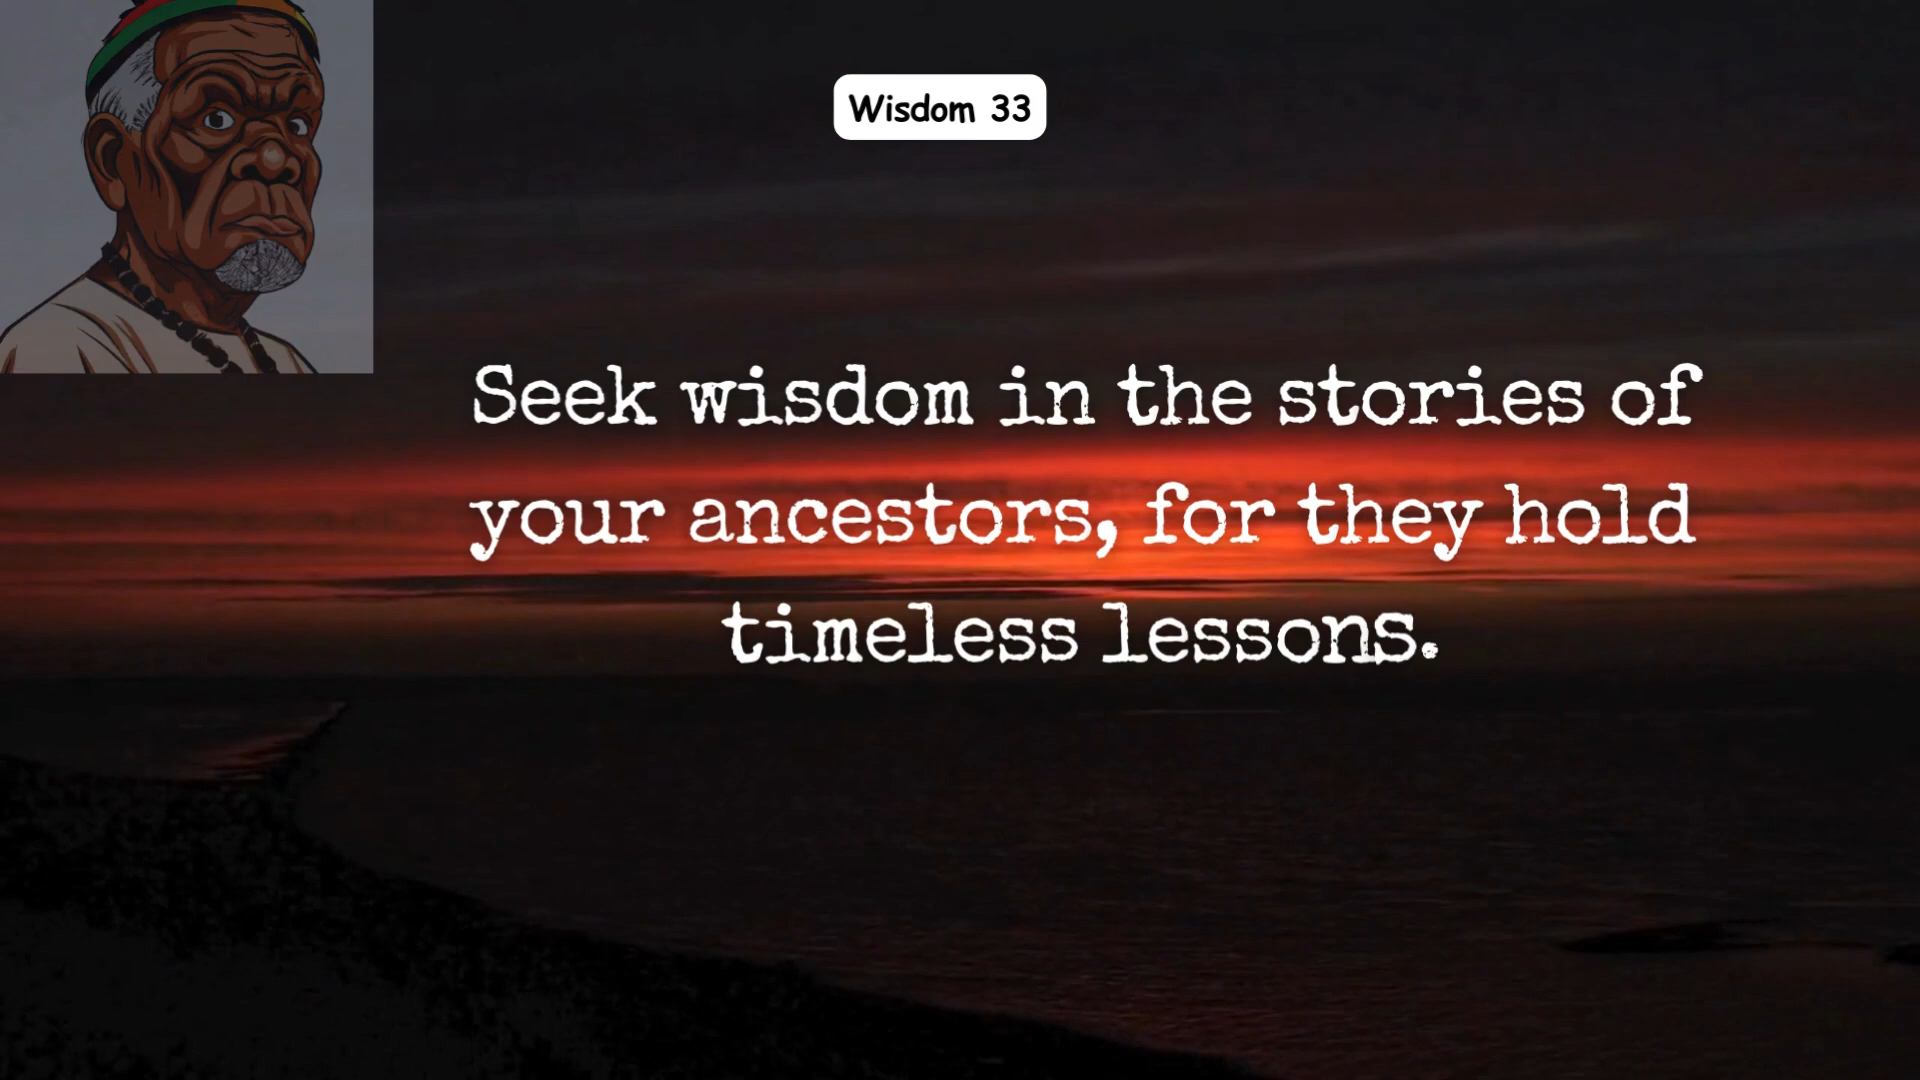 Wisdom 33
Seek wisdom in the stories of
your ancestors, for they hold
timeless lessons.